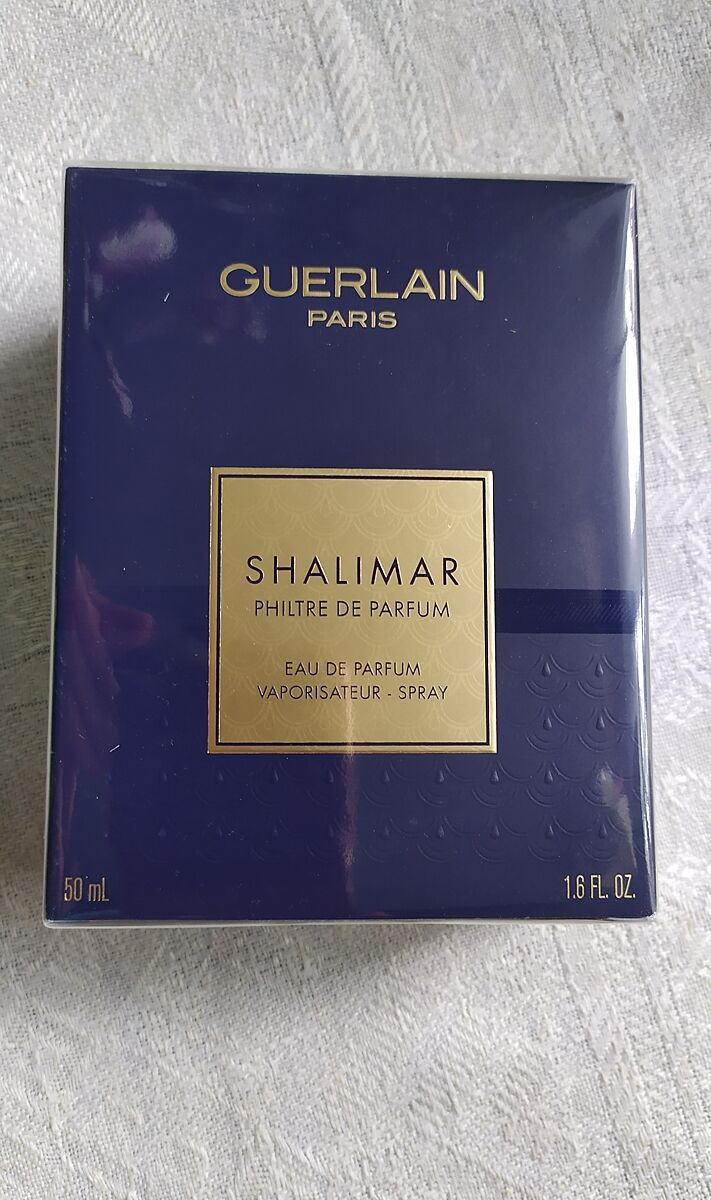 GUERLAIN
PARIS
SHALIMAR
PHILTRE DE PARFUM
EAU DE PARFUM
VAPORISATEUR - SPRAY
50 mL
1.6 FL. OZ.